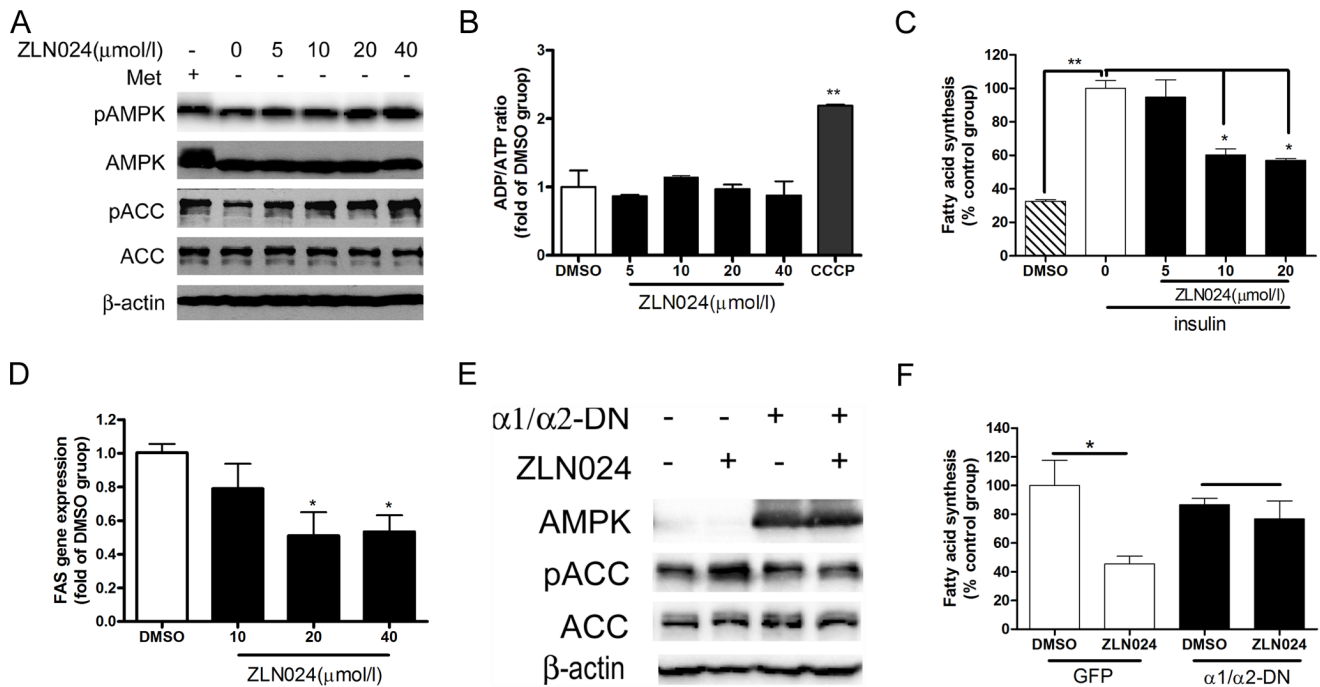 A
ZLN024(μmol/l) - 0 5 10 20 40
Met + - - - - -
pAMPK
AMPK
pACC
ACC
β-actin
B
ADP/ATP ratio
(fold of DMSO gruop)
3
2
1
0
**
DMSO 5 10 20 40 CCCP
ZLN024(μmol/l)
C
Fatty acid synthesis
(% control group)
120
100
80
60
40
20
0
**
*
*
DMSO 0 5 10 20
ZLN024(μmol/l)
insulin
D
FAS gene expression
(fold of DMSO gruop)
1.2
1.0
0.8
0.6
0.4
0.2
0.0
* *
DMSO 10 20 40
ZLN024(μmol/l)
E
α1/α2-DN - - + +
ZLN024 - + - +
AMPK
pACC
ACC
β-actin
F
Fatty acid synthesis
(% control group)
140
120
100
80
60
40
20
0
*
DMSO ZLN024 DMSO ZLN024
GFP α1/α2-DN